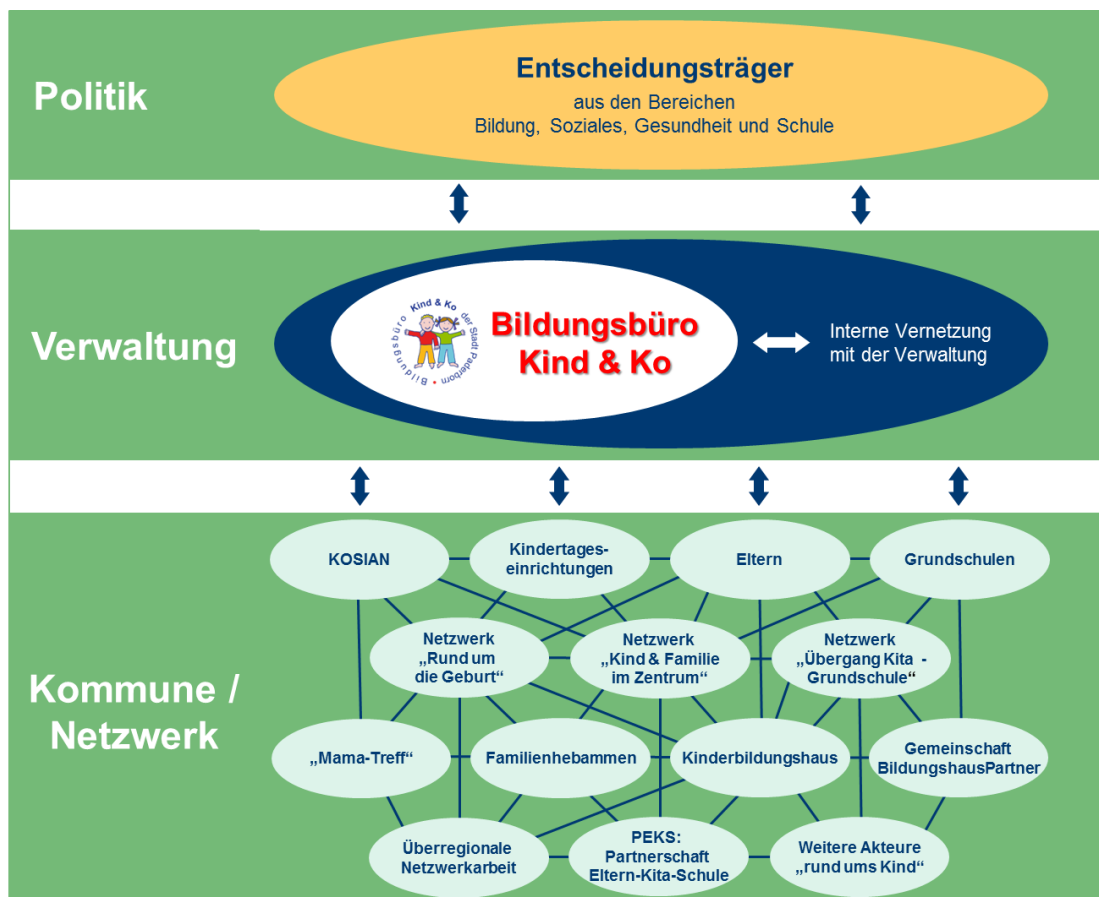 Politik
Entscheidungsträger
aus den Bereichen
Bildung, Soziales, Gesundheit und Schule
Verwaltung
Bildungsbüro Kind & Ko der Stadt Paderborn •
Bildungsbüro
Kind & Ko
Interne Vernetzung
mit der Verwaltung
Kommune /
Netzwerk
KOSIAN
Kindertages-
einrichtungen
Eltern
Grundschulen
Netzwerk
„Rund um
die Geburt“
Netzwerk
„Kind & Familie
im Zentrum“
Netzwerk
„Übergang Kita -
Grundschule“
„Mama-Treff“
Familienhebammen
Kinderbildungshaus
Gemeinschaft
BildungshausPartner
Überregionale
Netzwerkarbeit
PEKS:
Partnerschaft
Eltern-Kita-Schule
Weitere Akteure
„rund ums Kind“